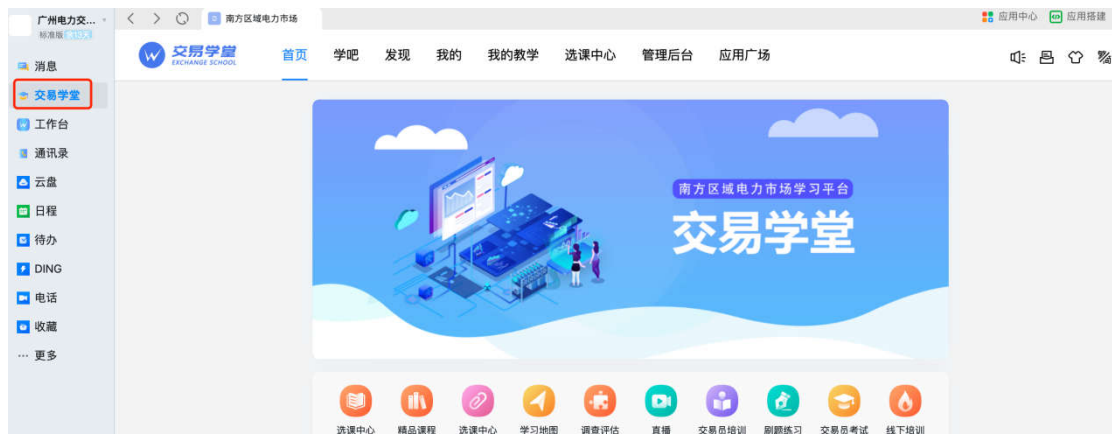 广州电力交...
标准版 剩12天
南方区域电力市场
应用中心
应用搭建
交易学堂
EXCHANGE SCHOOL
首页 学吧 发现 我的 我的教学 选课中心 管理后台 应用广场
消息
交易学堂
工作台
通讯录
云盘
日程
待办
DING
电话
收藏
更多
南方区域电力市场学习平台
交易学堂
选课中心 精品课程 选课中心 学习地图 调查评估 直播 交易员培训 刷题练习 交易员考试 线下培训